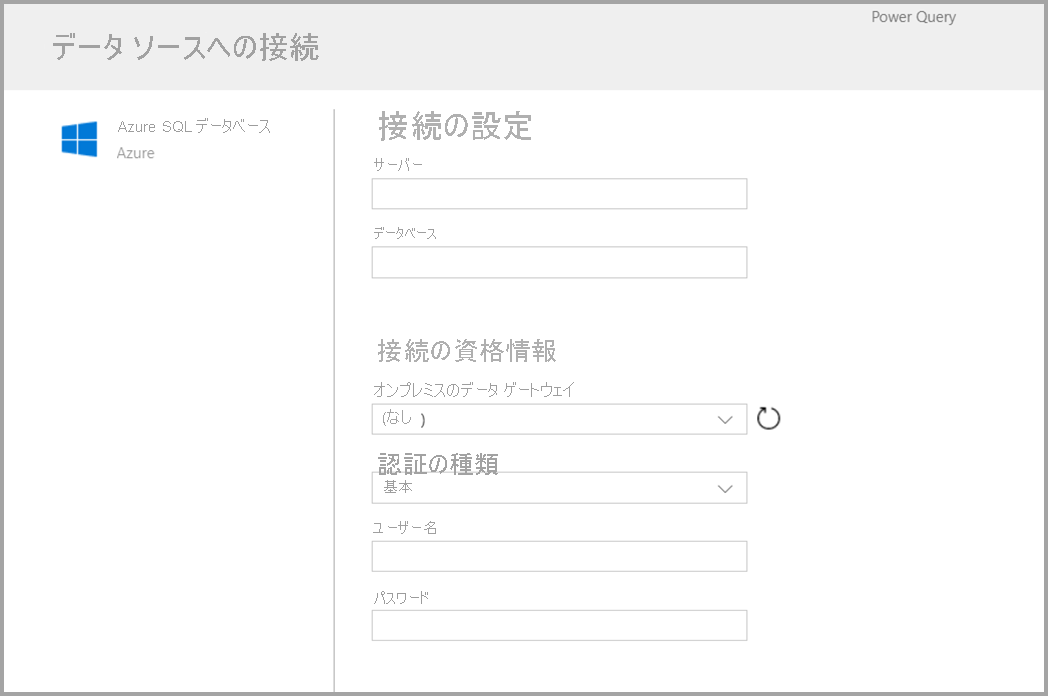 Power Query
データ ソースへの接続
Azure SQL データベース
Azure
接続の設定
サーバー
データベース
接続の資格情報
オンプレミスのデータ ゲートウェイ
(なし )
認証の種類
基本
ユーザー名
パスワード